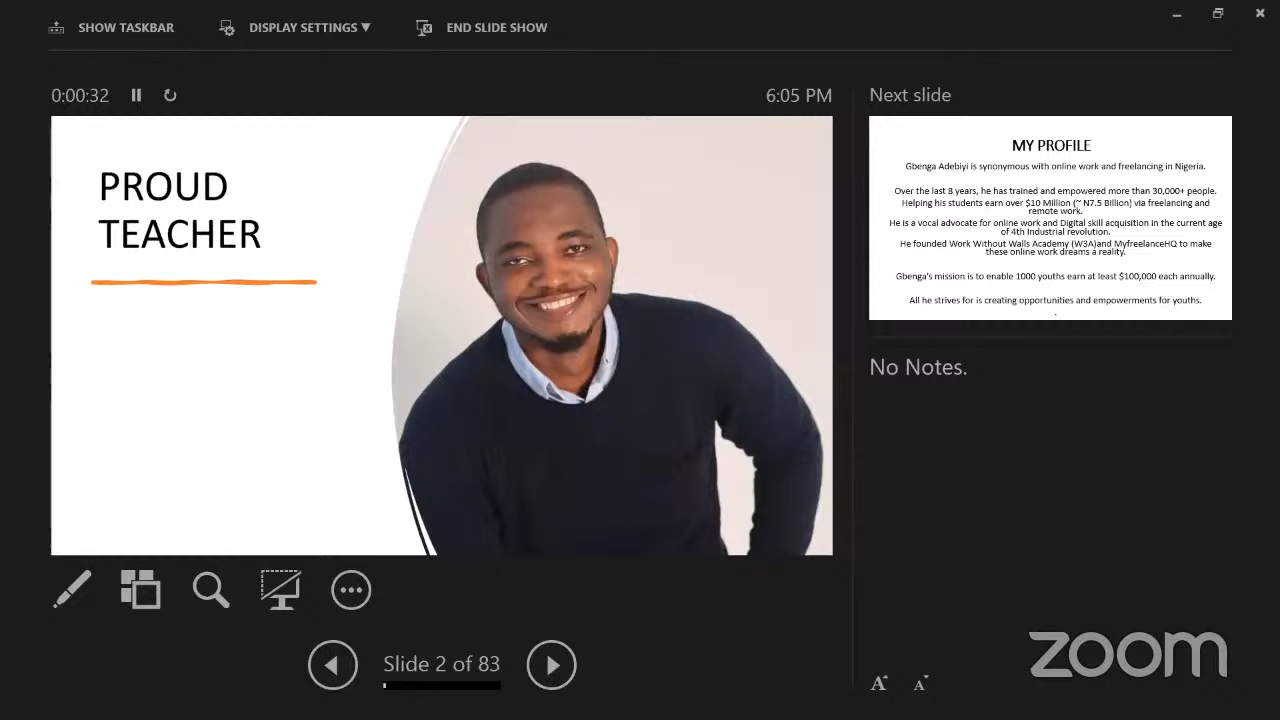 SHOW TASKBAR
DISPLAY SETTINGS ▼
END SLIDE SHOW
0:00:32
6:05 PM
Next slide
PROUD
TEACHER
MY PROFILE
Gbenga Adebiyi is synonymous with online work and freelancing in Nigeria.
Over the last 8 years, he has trained and empowered more than 30,000+ people.
Helping his students earn over $10 Million (~ N7.5 Billion) via freelancing and
remote work.
He is a vocal advocate for online work and Digital skill acquisition in the current age
of 4th Industrial revolution.
He founded Work Without Walls Academy (W3A)and MyfreelanceHQ to make
these online work dreams a reality.
Gbenga's mission is to enable 1000 youths earn at least $100,000 each annually.
All he strives for is creating opportunities and empowerments for youths.
.
No Notes.
Slide 2 of 83
A A
zoom